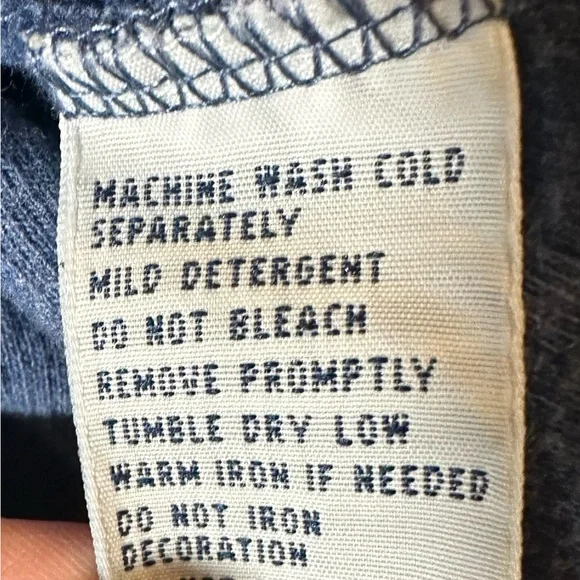 MACHINE WASH COLD
SEPARATELY
MILD DETERGENT
DO NOT BLEACH
REMOVE PROMPTLY
TUMBLE DRY LOW
WARM IRON IF NEEDED
DO NOT IRON
DECORATION